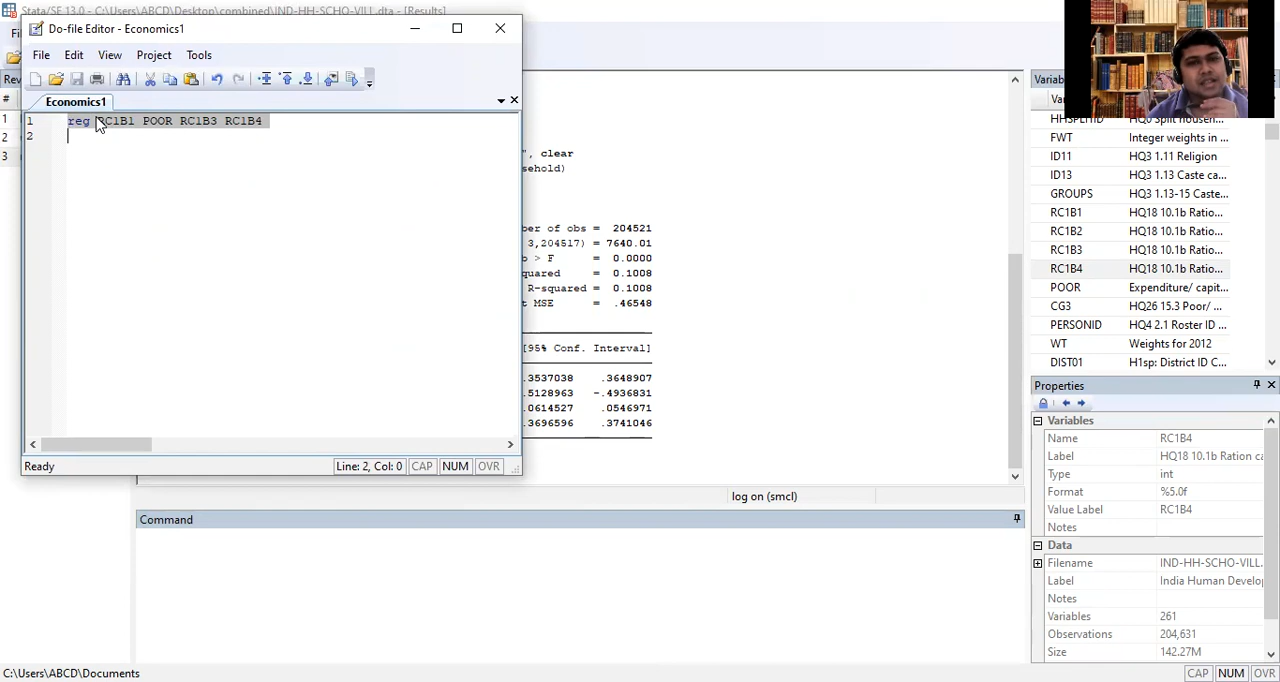 Stata/SE 13.0 - C:\Users\ABCD\Desktop\combined\IND-HH-SCHO-VILL.dta - [Results]
Do-file Editor - Economics1
File Edit View Project Tools
Economics1
1 reg RC1B1 POOR RC1B3 RC1B4
2
Ready
Line: 2, Col: 0 CAP NUM OVR
#
1
2
3
", clear
sehold)
ber of obs = 204521
3,204517) = 7640.01
b > F = 0.0000
quared = 0.1008
R-squared = 0.1008
t MSE = .46548
[95% Conf. Interval]
.3537038 .3648907
.5128963 -.4936831
.0614527 .0546971
.3696596 .3741046
log on (smcl)
Command
C:\Users\ABCD\Documents
Variab
HHSPLITID HQ0 Split househ...
FWT Integer weights in ...
ID11 HQ3 1.11 Religion
ID13 HQ3 1.13 Caste ca...
GROUPS HQ3 1.13-15 Caste...
RC1B1 HQ18 10.1b Ratio...
RC1B2 HQ18 10.1b Ratio...
RC1B3 HQ18 10.1b Ratio...
RC1B4 HQ18 10.1b Ratio...
POOR Expenditure/ capit...
CG3 HQ26 15.3 Poor/ ...
PERSONID HQ4 2.1 Roster ID ...
WT Weights for 2012
DIST01 H1sp: District ID C...
Properties
Variables
Name RC1B4
Label HQ18 10.1b Ration ca
Type int
Format %5.0f
Value Label RC1B4
Notes
Data
Filename IND-HH-SCHO-VILL.
Label India Human Develop
Notes
Variables 261
Observations 204,631
Size 142.27M
CAP NUM OVR